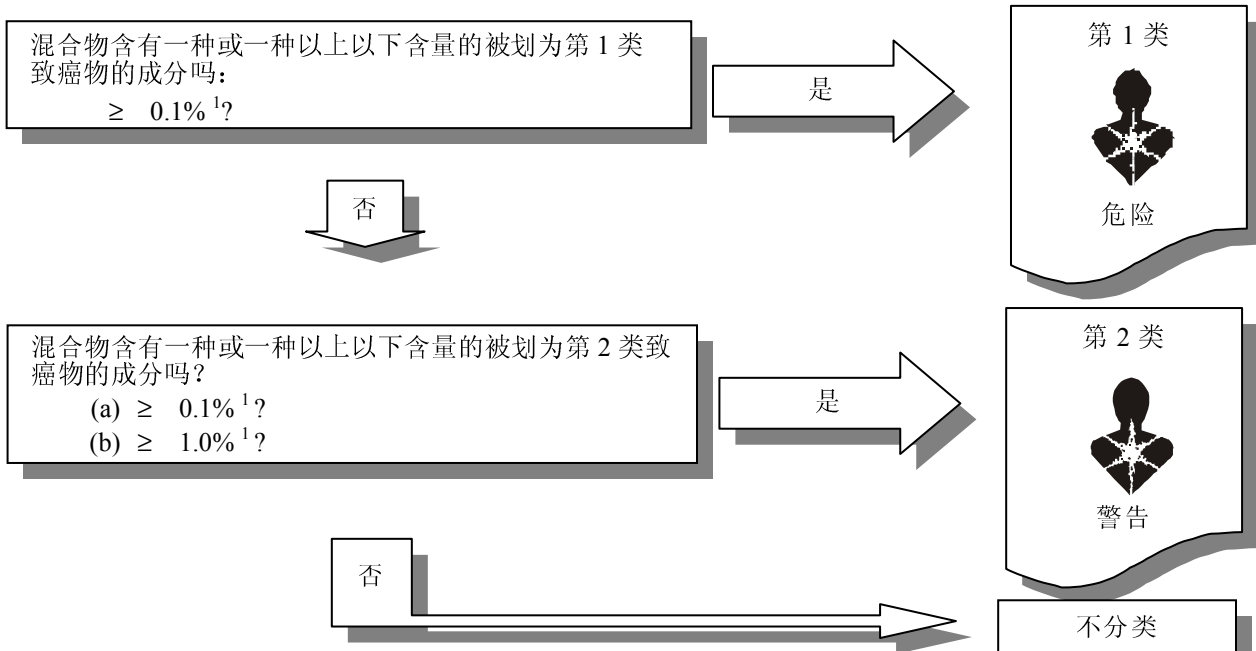 混合物含有一种或一种以上以下含量的被划为第 1 类
致癌物的成分吗：
≥ 0.1% ¹?
是
第 1 类
危险
否
混合物含有一种或一种以上以下含量的被划为第 2 类致
癌物的成分吗？
(a) ≥ 0.1% ¹?
(b) ≥ 1.0% ¹?
是
第 2 类
警告
否
不分类